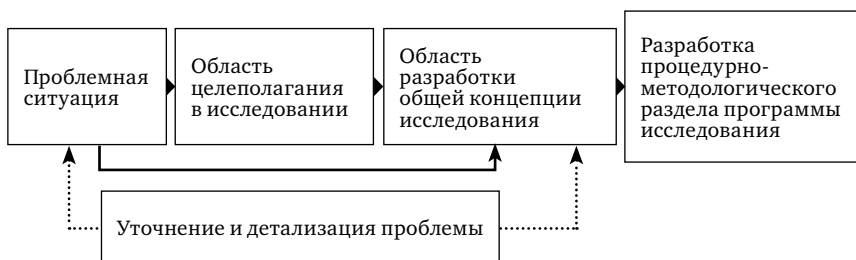 Проблемная
ситуация
Область
целеполагания
в исследовании
Область
разработки
общей концепции
исследования
Разработка
процедурно-
методологического
раздела программы
исследования
Уточнение и детализация проблемы